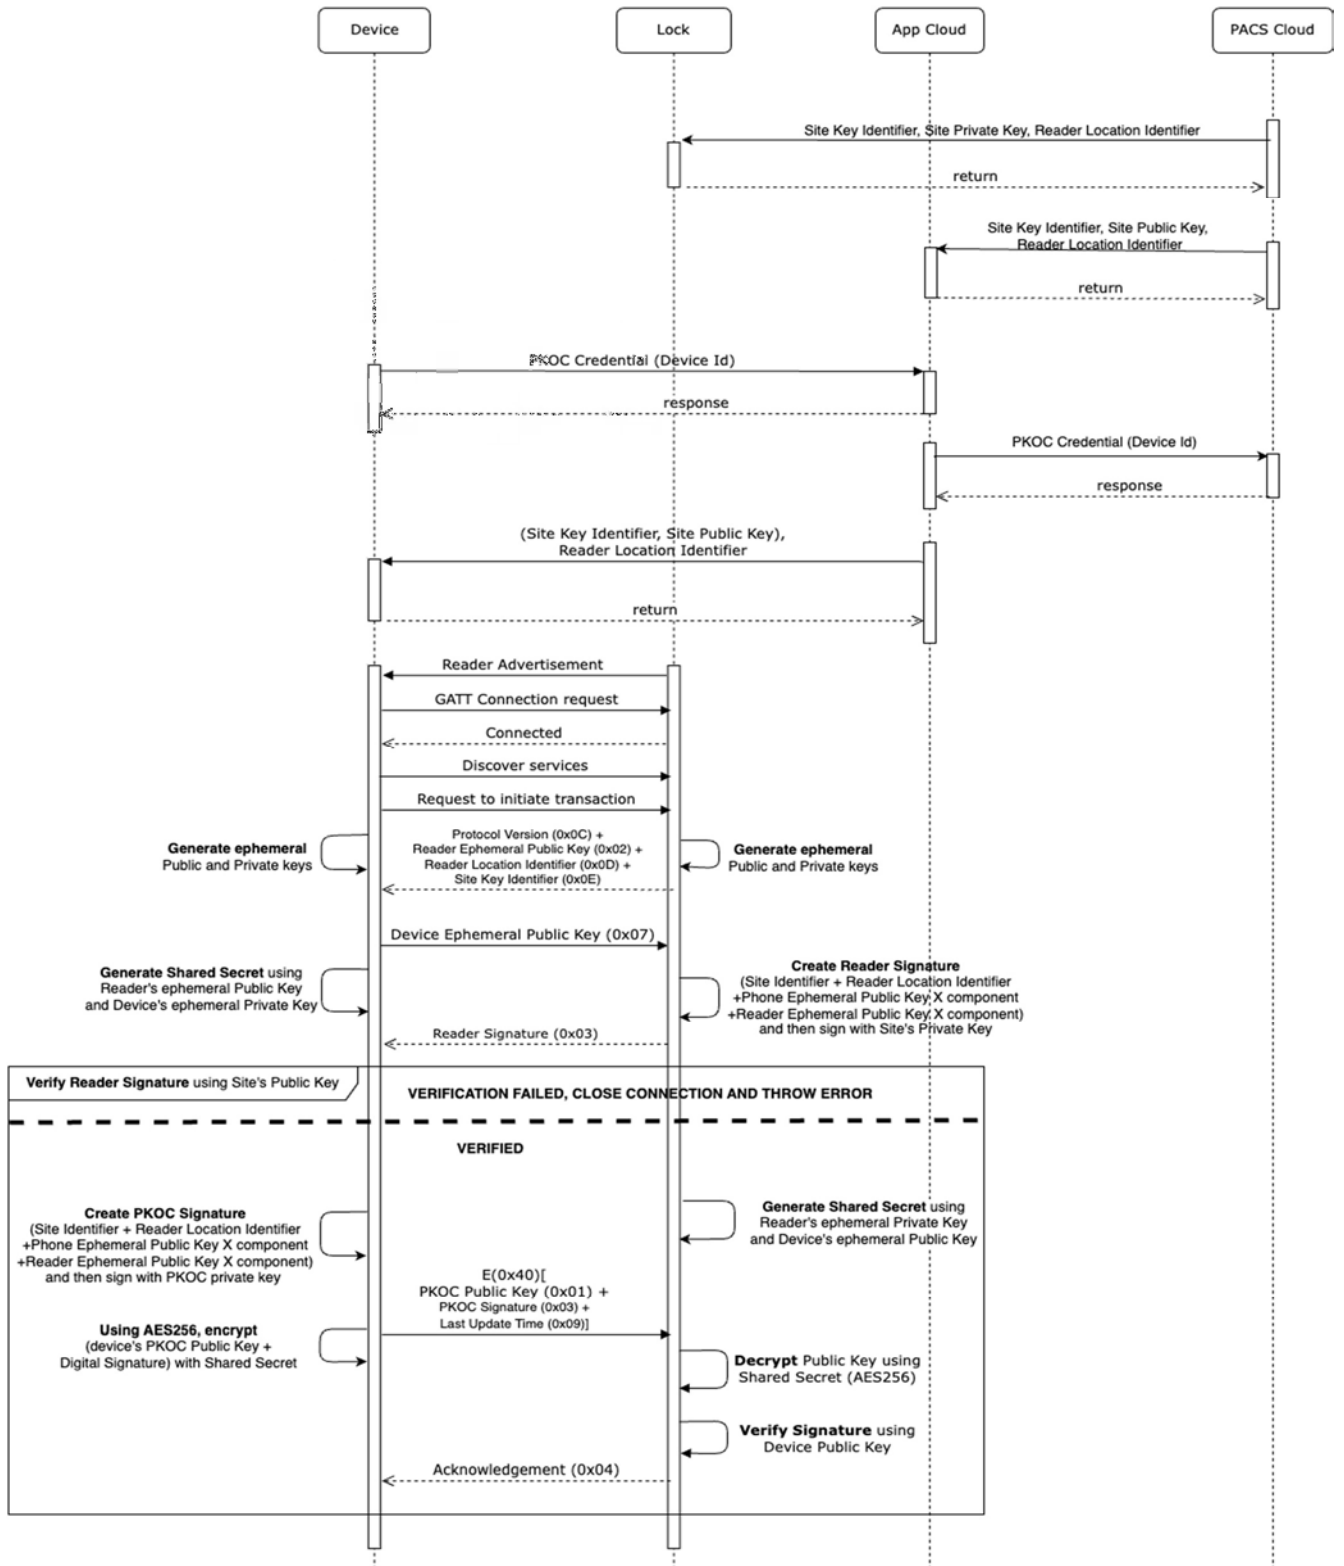 Device
Lock
App Cloud
PACS Cloud
Site Key Identifier, Site Private Key, Reader Location Identifier
return
Site Key Identifier, Site Public Key,
Reader Location Identifier
return
PKOC Credential (Device Id)
response
PKOC Credential (Device Id)
response
(Site Key Identifier, Site Public Key),
Reader Location Identifier
return
Reader Advertisement
GATT Connection request
Connected
Discover services
Request to initiate transaction
Generate ephemeral
Public and Private keys
Protocol Version (0x0C) +
Reader Ephemeral Public Key (0x02) +
Reader Location Identifier (0x0D) +
Site Key Identifier (0x0E)
Generate ephemeral
Public and Private keys
Device Ephemeral Public Key (0x07)
Generate Shared Secret using
Reader's ephemeral Public Key
and Device's ephemeral Private Key
Create Reader Signature
(Site Identifier + Reader Location Identifier
+Phone Ephemeral Public Key X component
+Reader Ephemeral Public Key X component)
and then sign with Site's Private Key
Reader Signature (0x03)
Verify Reader Signature using Site's Public Key
VERIFICATION FAILED, CLOSE CONNECTION AND THROW ERROR
VERIFIED
Create PKOC Signature
(Site Identifier + Reader Location Identifier
+Phone Ephemeral Public Key X component
+Reader Ephemeral Public Key X component)
and then sign with PKOC private key
Generate Shared Secret using
Reader's ephemeral Private Key
and Device's ephemeral Public Key
E(0x40)[
PKOC Public Key (0x01) +
PKOC Signature (0x03) +
Last Update Time (0x09)]
Using AES256, encrypt
(device's PKOC Public Key +
Digital Signature) with Shared Secret
Decrypt Public Key using
Shared Secret (AES256)
Verify Signature using
Device Public Key
Acknowledgement (0x04)